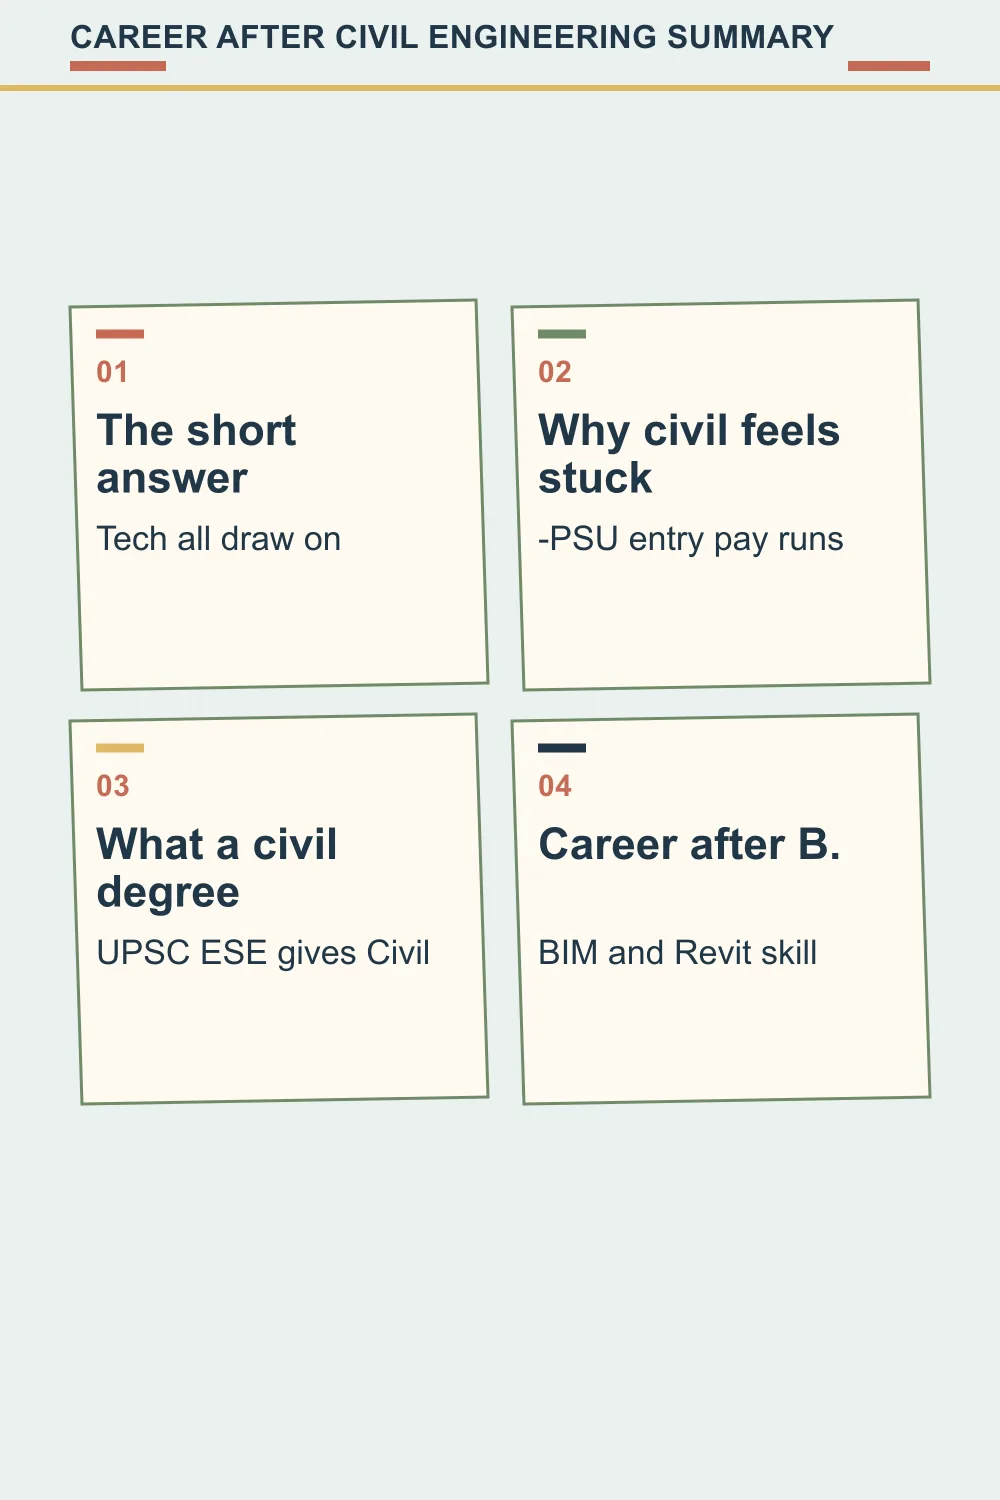 CAREER AFTER CIVIL ENGINEERING SUMMARY
01
The short
answer
Tech all draw on
02
Why civil feels
stuck
-PSU entry pay runs
03
What a civil
degree
UPSC ESE gives Civil
04
Career after B.
BIM and Revit skill